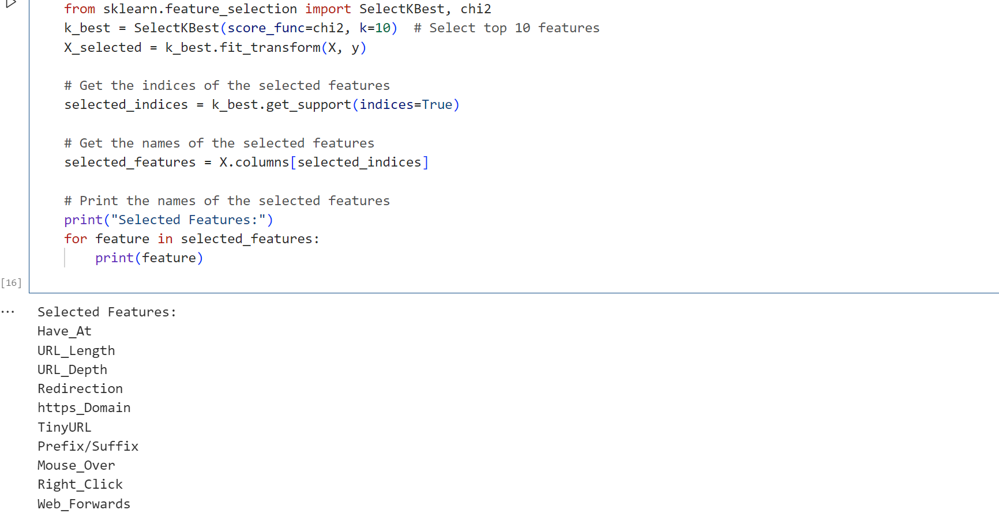 from sklearn.feature_selection import SelectKBest, chi2
k_best = SelectKBest(score_func=chi2, k=10)  # Select top 10 features
X_selected = k_best.fit_transform(X, y)
# Get the indices of the selected features
selected_indices = k_best.get_support(indices=True)
# Get the names of the selected features
selected_features = X.columns[selected_indices]
# Print the names of the selected features
print("Selected Features:")
for feature in selected_features:
    print(feature)
[16]
... Selected Features:
Have_At
URL_Length
URL_Depth
Redirection
https_Domain
TinyURL
Prefix/Suffix
Mouse_Over
Right_Click
Web_Forwards